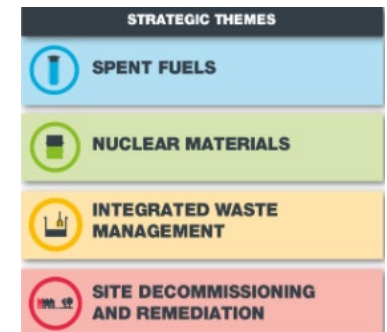 STRATEGIC THEMES
SPENT FUELS
NUCLEAR MATERIALS
INTEGRATED WASTE
MANAGEMENT
SITE DECOMMISSIONING
AND REMEDIATION